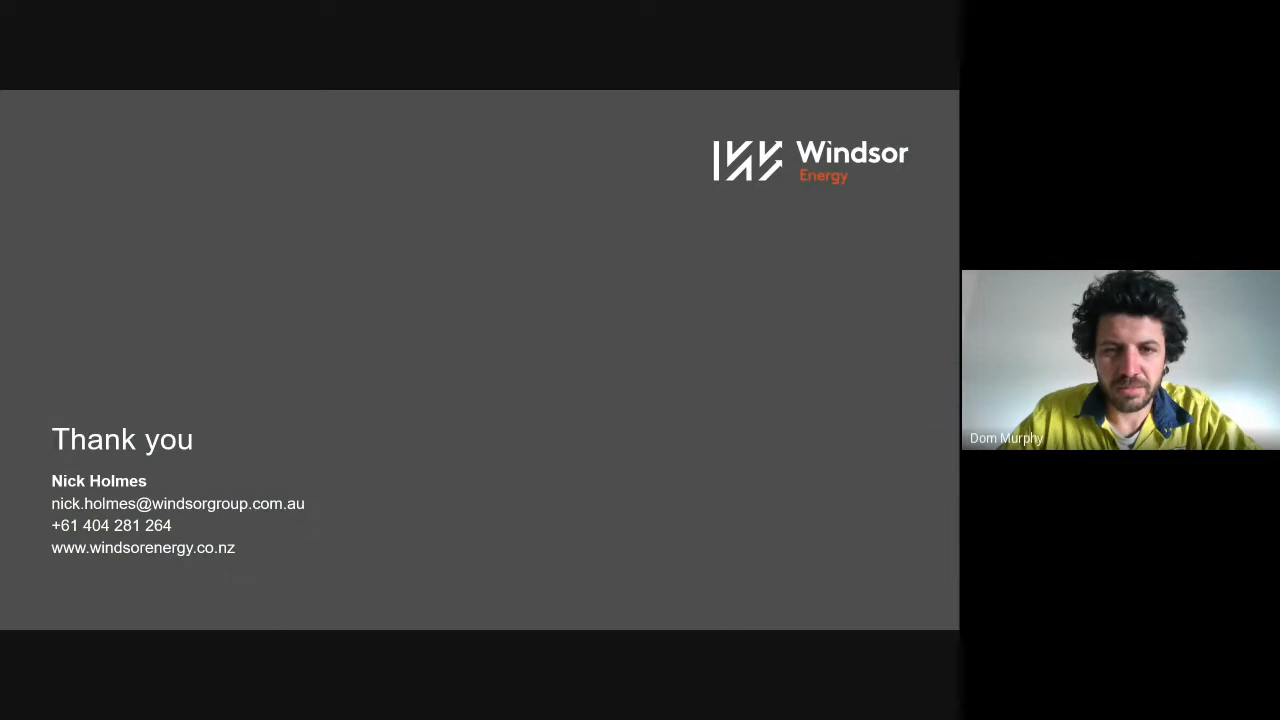 Windsor
Energy
Thank you
Nick Holmes
nick.holmes@windsorgroup.com.au
+61 404 281 264
www.windsorenergy.co.nz
Dom Murphy